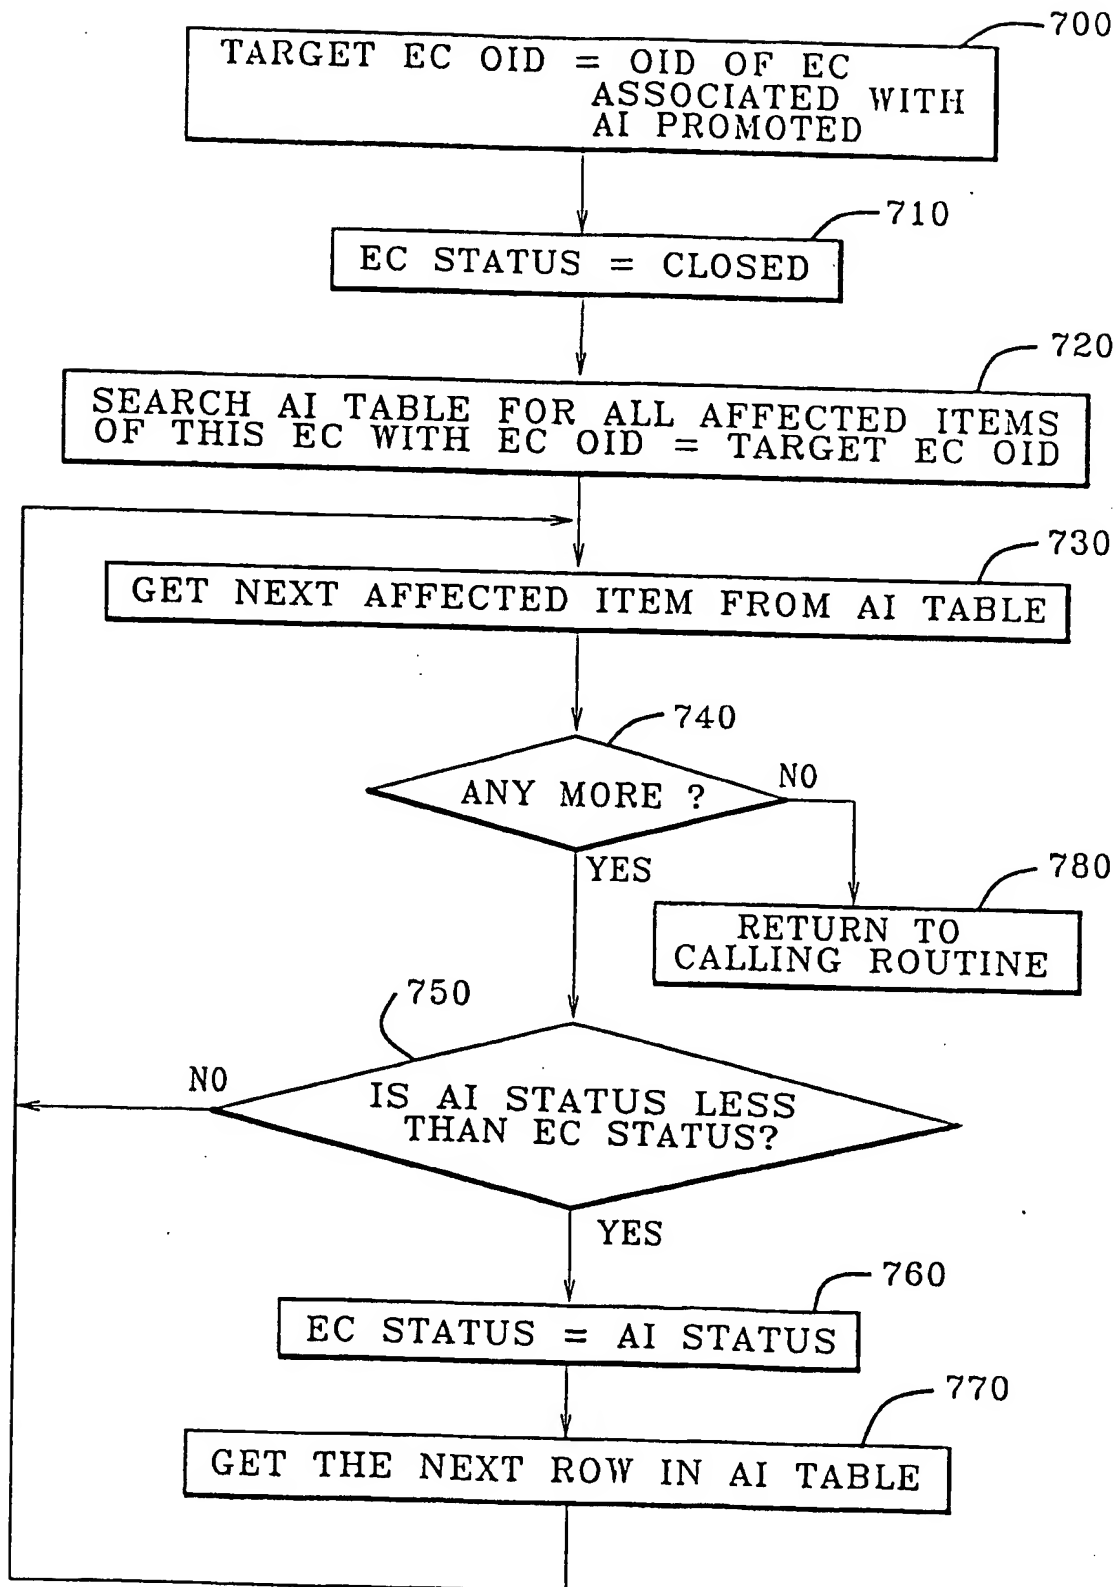 700
TARGET EC OID = OID OF EC
ASSOCIATED WITH
AI PROMOTED
710
EC STATUS = CLOSED
720
SEARCH AI TABLE FOR ALL AFFECTED ITEMS
OF THIS EC WITH EC OID = TARGET EC OID
730
GET NEXT AFFECTED ITEM FROM AI TABLE
740
ANY MORE ?
NO
YES
780
RETURN TO
CALLING ROUTINE
750
NO
IS AI STATUS LESS
THAN EC STATUS?
YES
760
EC STATUS = AI STATUS
770
GET THE NEXT ROW IN AI TABLE